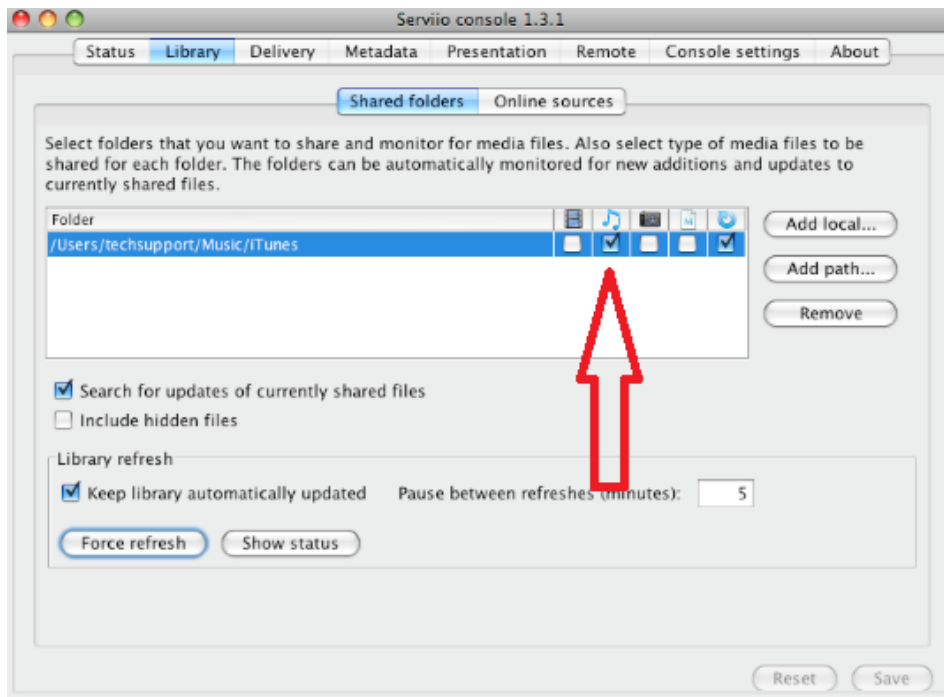 Serviio console 1.3.1
Status Library Delivery Metadata Presentation Remote Console settings About
Shared folders Online sources
Select folders that you want to share and monitor for media files. Also select type of media files to be
shared for each folder. The folders can be automatically monitored for new additions and updates to
currently shared files.
Folder
/Users/techsupport/Music/iTunes
Add local...
Add path...
Remove
Search for updates of currently shared files
Include hidden files
Library refresh
Keep library automatically updated Pause between refreshes (minutes): 5
Force refresh Show status
Reset Save